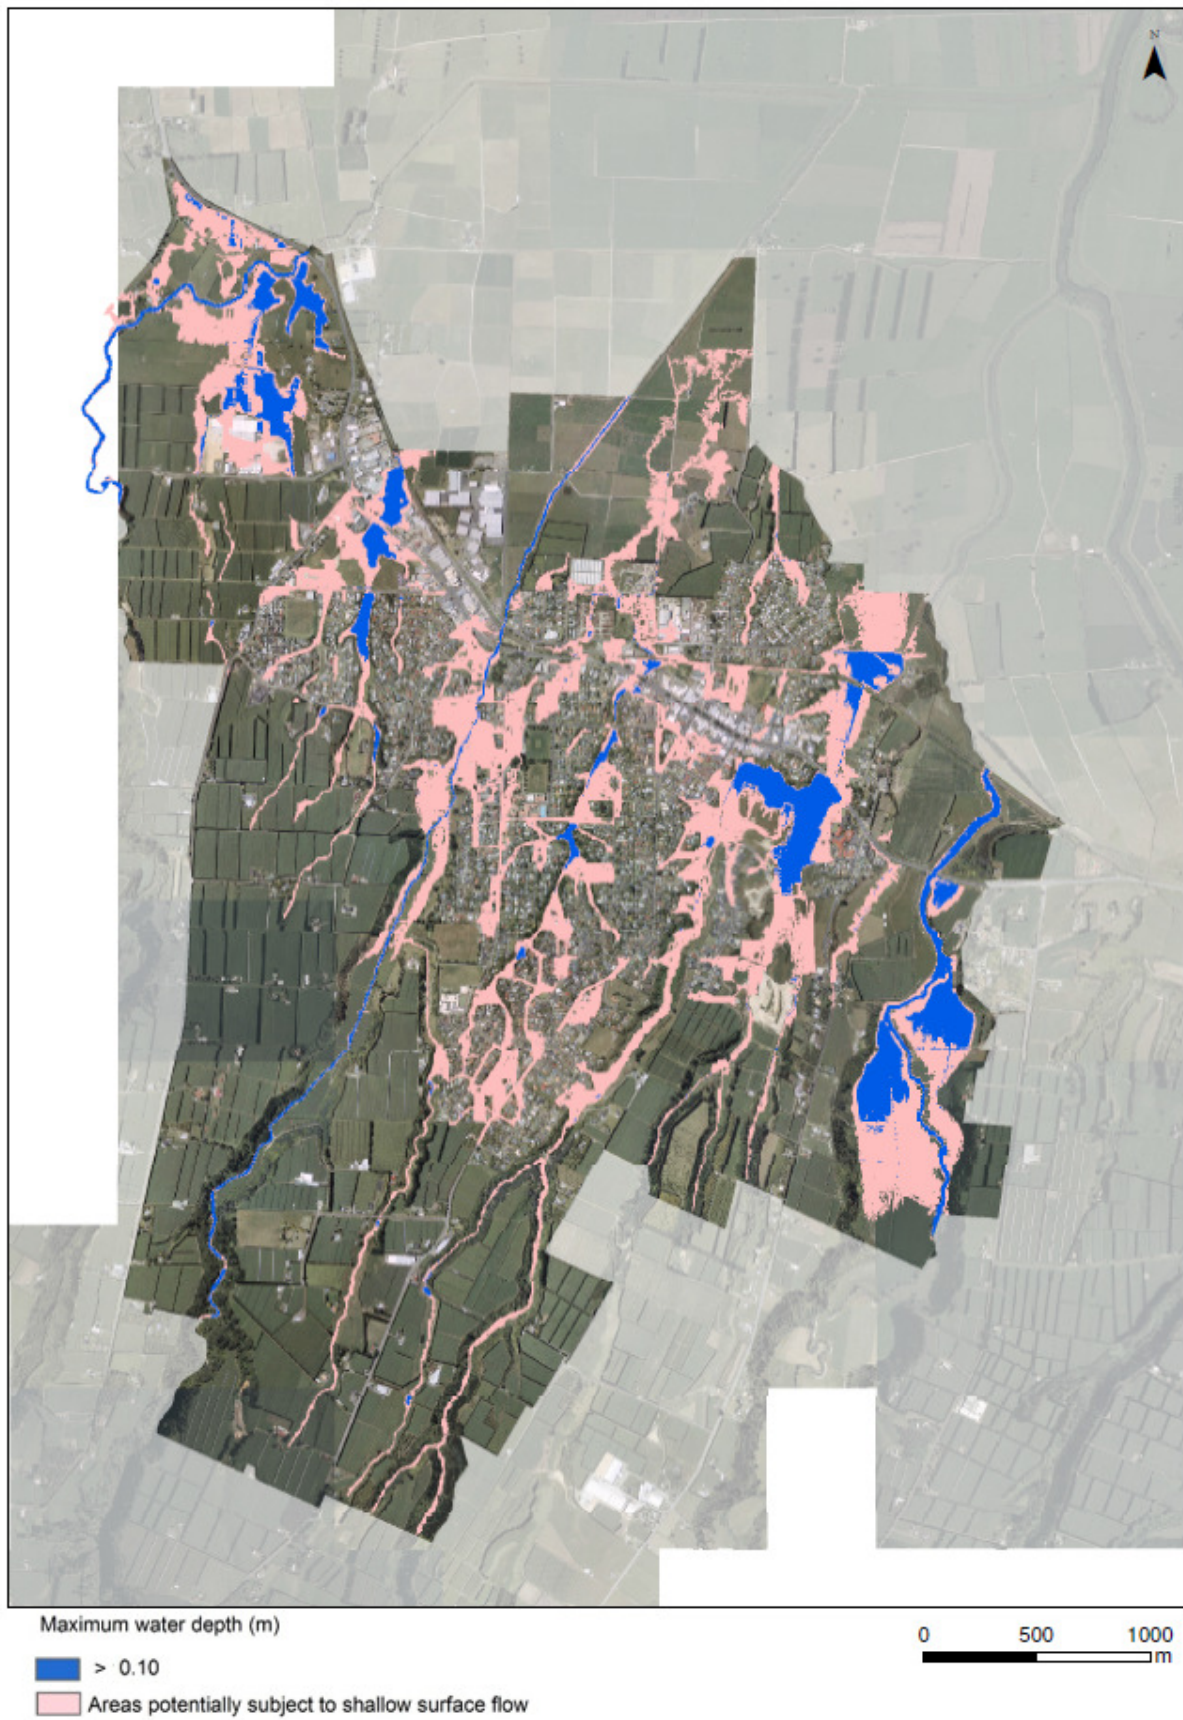 N
Maximum water depth (m)
> 0.10
Areas potentially subject to shallow surface flow
0 500 1000
m